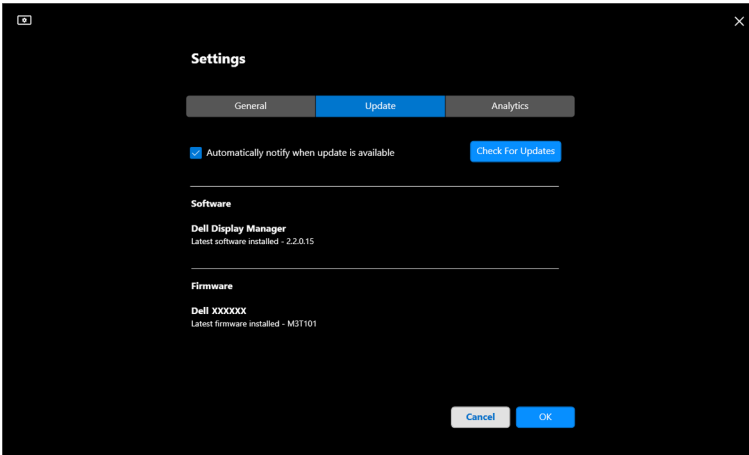 Settings
General Update Analytics
Automatically notify when update is available Check For Updates
Software
Dell Display Manager
Latest software installed - 2.2.0.15
Firmware
Dell XXXXXX
Latest firmware installed - M3T101
Cancel OK